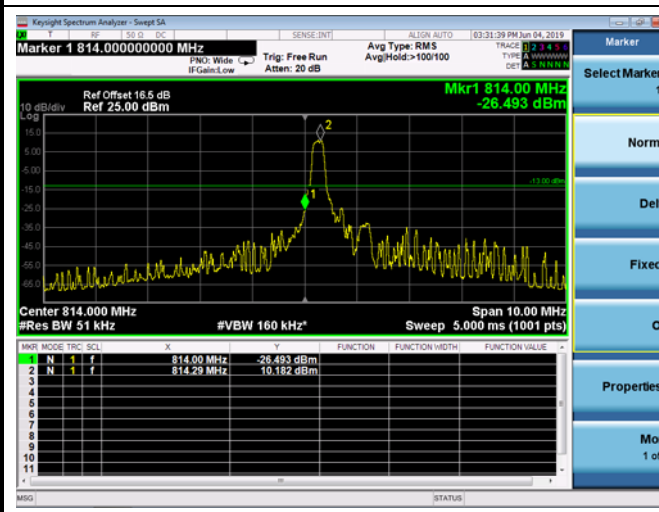 Keysight Spectrum Analyzer - Swept SA
T RF 50 Ω DC SENSE:INT ALIGN AUTO 03:31:39 PM Jun 04, 2019
Marker 1 814.000000000 MHz
PNO: Wide
IFGain:Low
Trig: Free Run
Atten: 20 dB
Avg Type: RMS
Avg|Hold:>100/100
TRACE 1 2 3 4 5 6
TYPE A WWWWW
DET A S N N N N
Marker
Select Marker
1
Norm
Del
Fixed
Properties
Mo
1 of
Mkr1 814.00 MHz
-26.493 dBm
Ref Offset 16.5 dB
Ref 25.00 dBm
10 dB/div
Log
15.0
5.00
-5.00
-15.0
-25.0
-35.0
-45.0
-55.0
-65.0
2
1
-13.00 dBm
Center 814.000 MHz
Span 10.00 MHz
#Res BW 51 kHz
#VBW 160 kHz*
Sweep 5.000 ms (1001 pts)
MKR MODE TRC SCL X Y FUNCTION FUNCTION WIDTH FUNCTION VALUE
1 N 1 f 814.00 MHz -26.493 dBm
2 N 1 f 814.29 MHz 10.182 dBm
3
4
5
6
7
8
9
10
11
MSG
STATUS